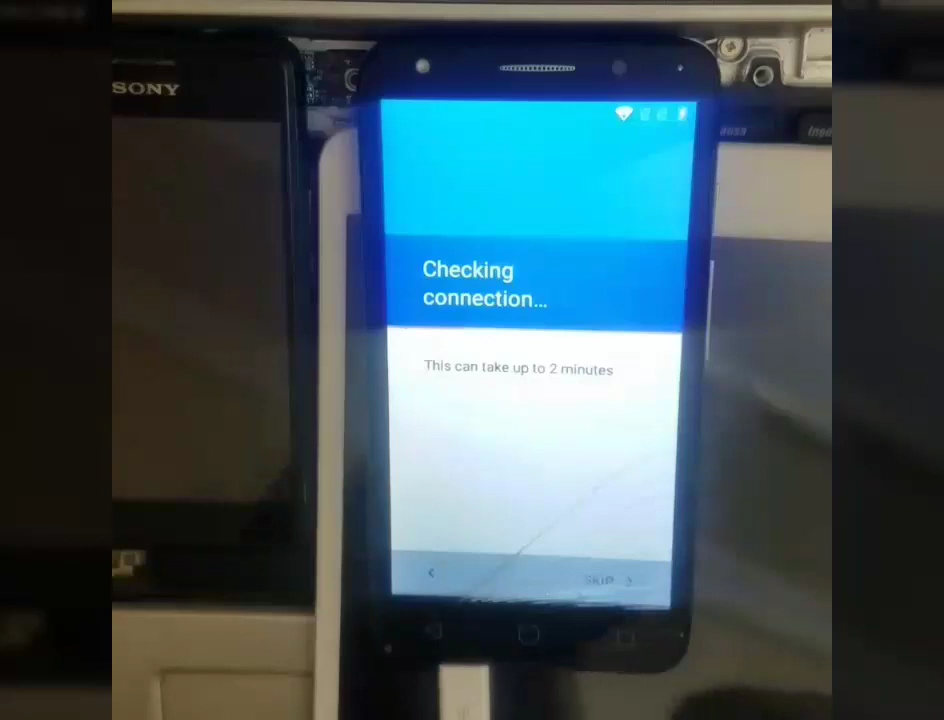 SONY
Checking
connection...
This can take up to 2 minutes
SKIP